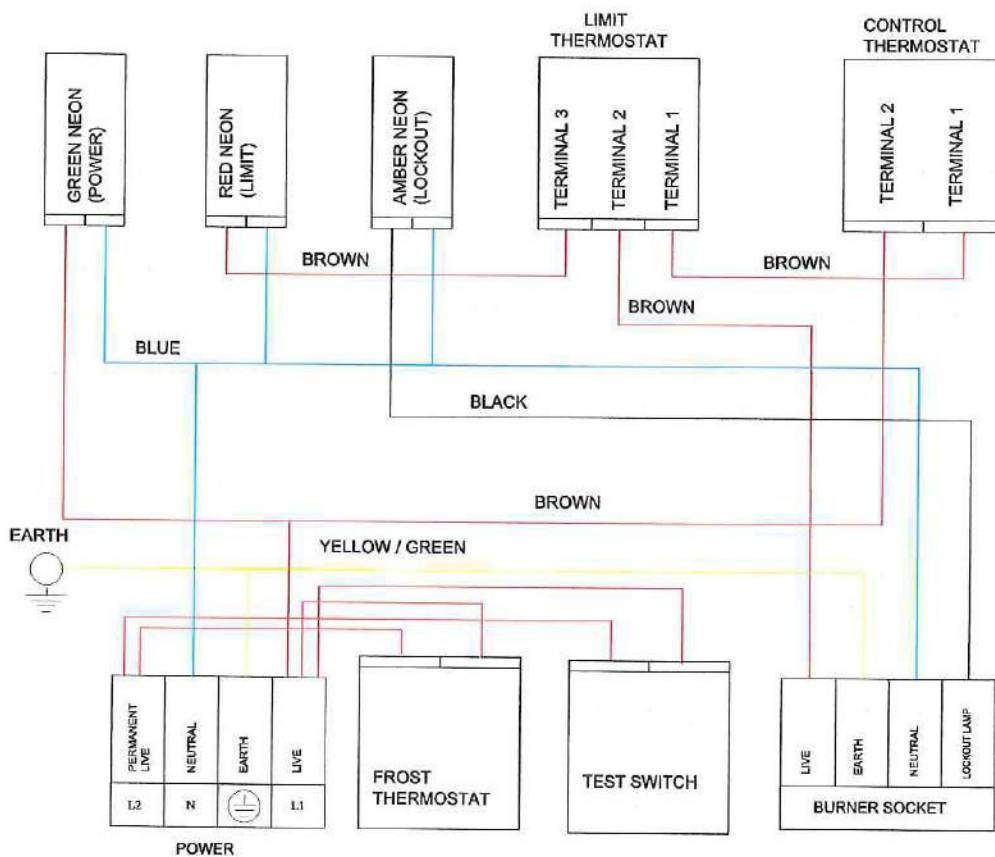 LIMIT
THERMOSTAT
CONTROL
THERMOSTAT
GREEN NEON
(POWER)
RED NEON
(LIMIT)
AMBER NEON
(LOCKOUT)
TERMINAL 3
TERMINAL 2
TERMINAL 1
TERMINAL 2
TERMINAL 1
BROWN
BROWN
BROWN
BLUE
BLACK
BROWN
EARTH
YELLOW / GREEN
PERMANENT
LIVE
NEUTRAL
EARTH
LIVE
L2
N
L1
POWER
FROST
THERMOSTAT
TEST SWITCH
LIVE
EARTH
NEUTRAL
LOCKOUT LAMP
BURNER SOCKET